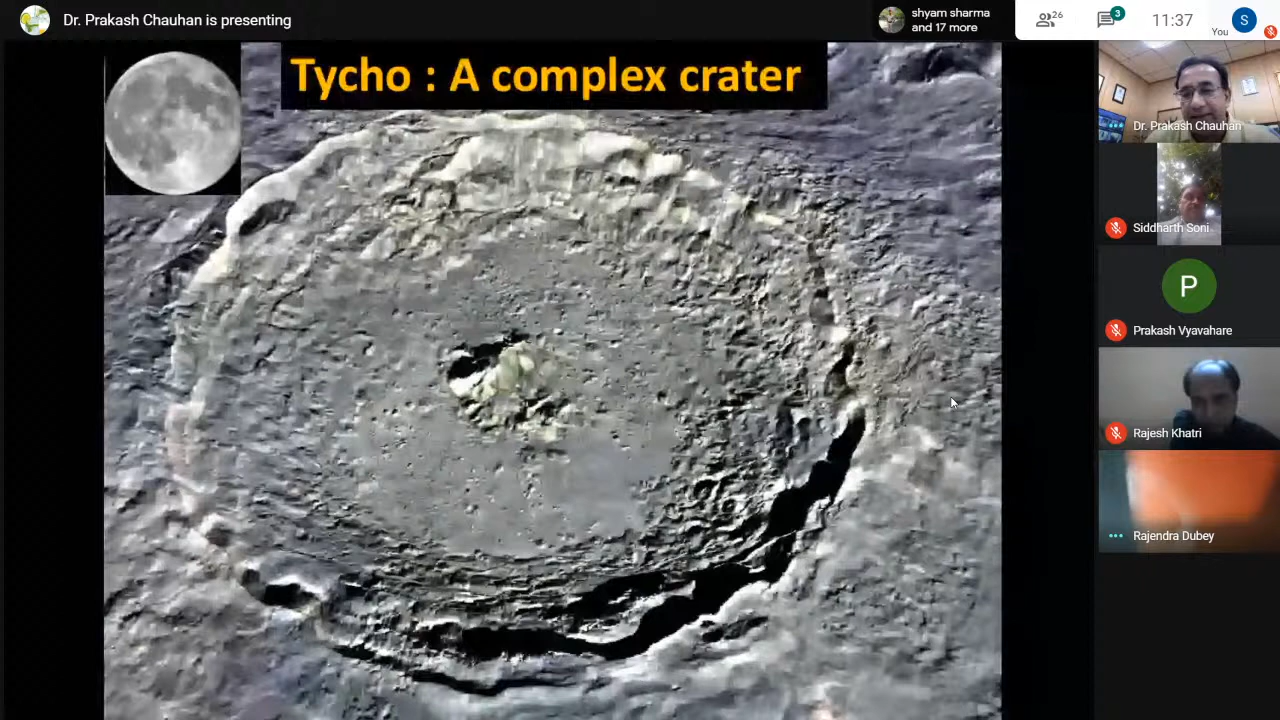 Dr. Prakash Chauhan is presenting
shyam sharma
and 17 more
26
3
11:37
You
S
Tycho : A complex crater
Dr. Prakash Chauhan
Siddharth Soni
P
Prakash Vyavahare
Rajesh Khatri
Rajendra Dubey